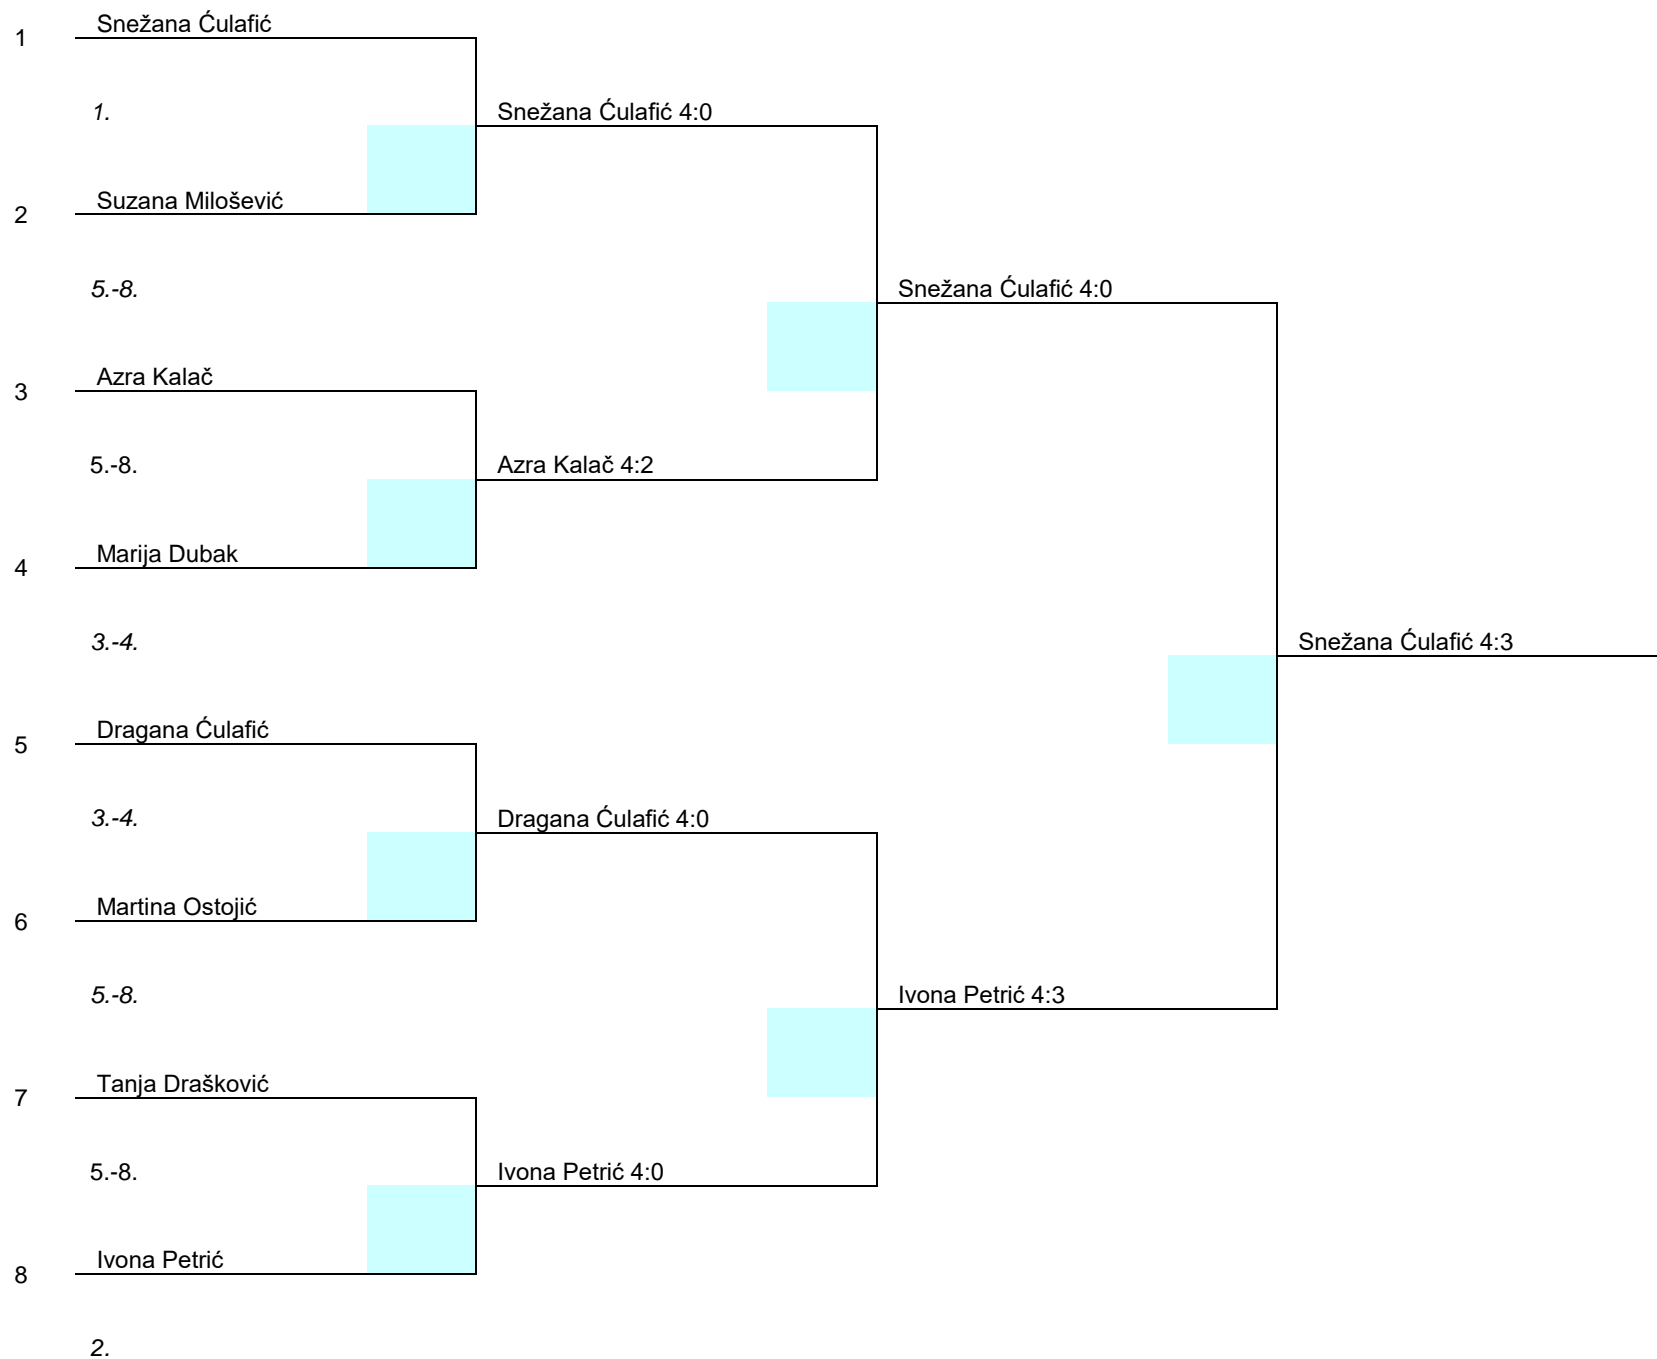 Snežana Ćulafić
1
1.
Snežana Ćulafić 4:0
Suzana Milošević
2
5.-8.
Snežana Ćulafić 4:0
Azra Kalač
3
5.-8.
Azra Kalač 4:2
Marija Dubak
4
3.-4.
Snežana Ćulafić 4:3
Dragana Ćulafić
5
3.-4.
Dragana Ćulafić 4:0
Martina Ostojić
6
5.-8.
Ivona Petrić 4:3
Tanja Drašković
7
5.-8.
Ivona Petrić 4:0
Ivona Petrić
8
2.